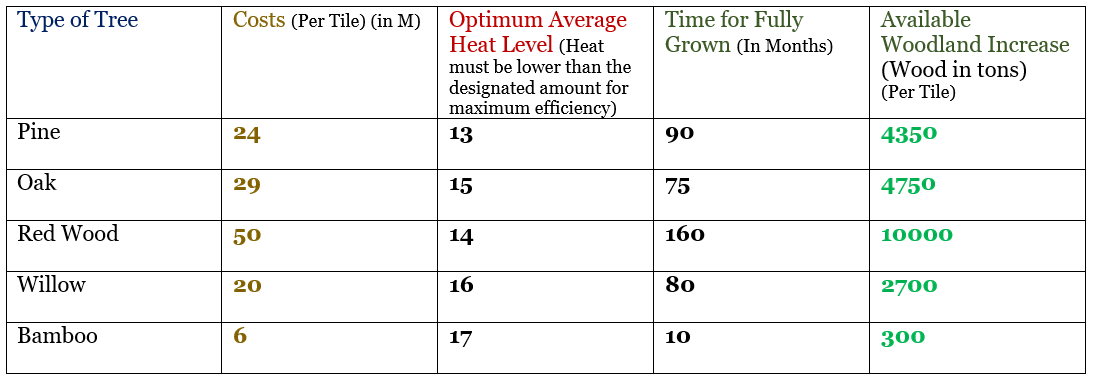 Type of Tree
Costs (Per Tile) (in M)
Optimum Average
Heat Level (Heat
must be lower than the
designated amount for
maximum efficiency)
Time for Fully
Grown (In Months)
Available
Woodland Increase
(Wood in tons)
(Per Tile)
Pine 24 13 90 4350
Oak 29 15 75 4750
Red Wood 50 14 160 10000
Willow 20 16 80 2700
Bamboo 6 17 10 300